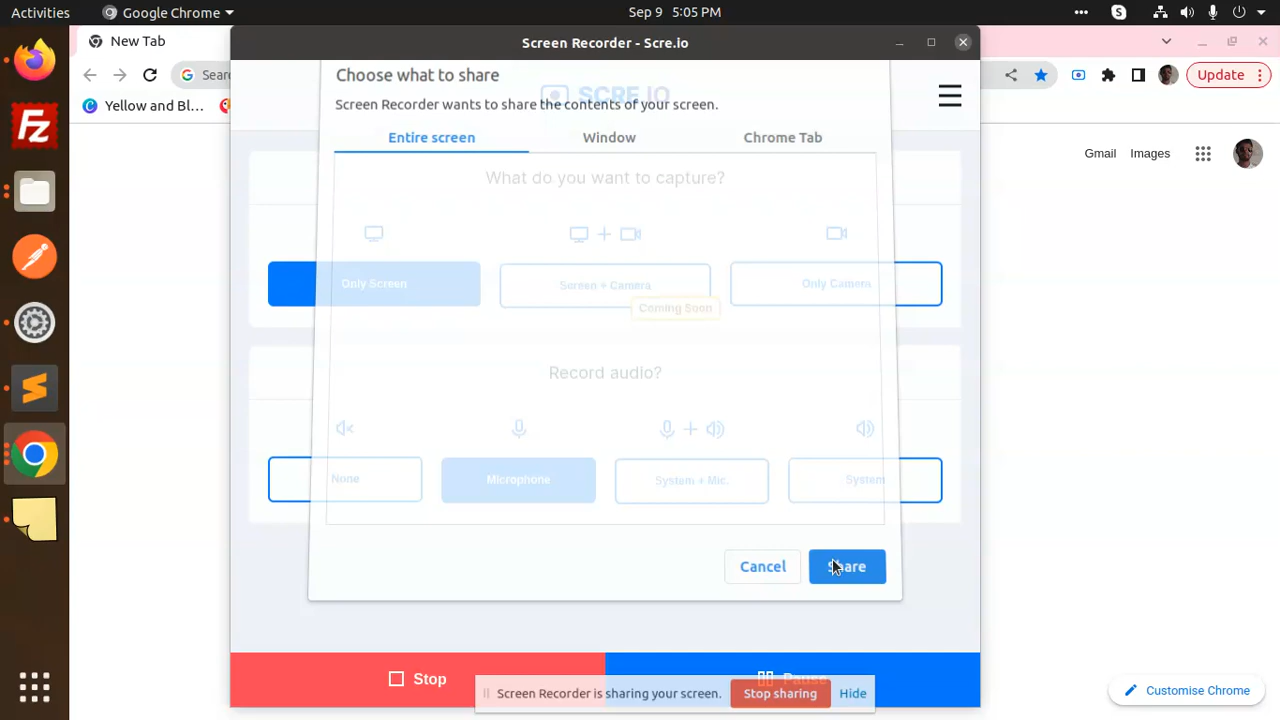 Activities
Google Chrome
Sep 9 5:05 PM
Screen Recorder - Scre.io
New Tab
Update
Yellow and Bl...
Gmail
Images
Choose what to share
SCRE.IO
Screen Recorder wants to share the contents of your screen.
Entire screen
Window
Chrome Tab
What do you want to capture?
Only Screen
Screen + Camera
Only Camera
Coming Soon
Record audio?
None
Microphone
System + Mic.
System
Cancel
Share
Stop
Pause
Screen Recorder is sharing your screen.
Stop sharing
Hide
Customise Chrome